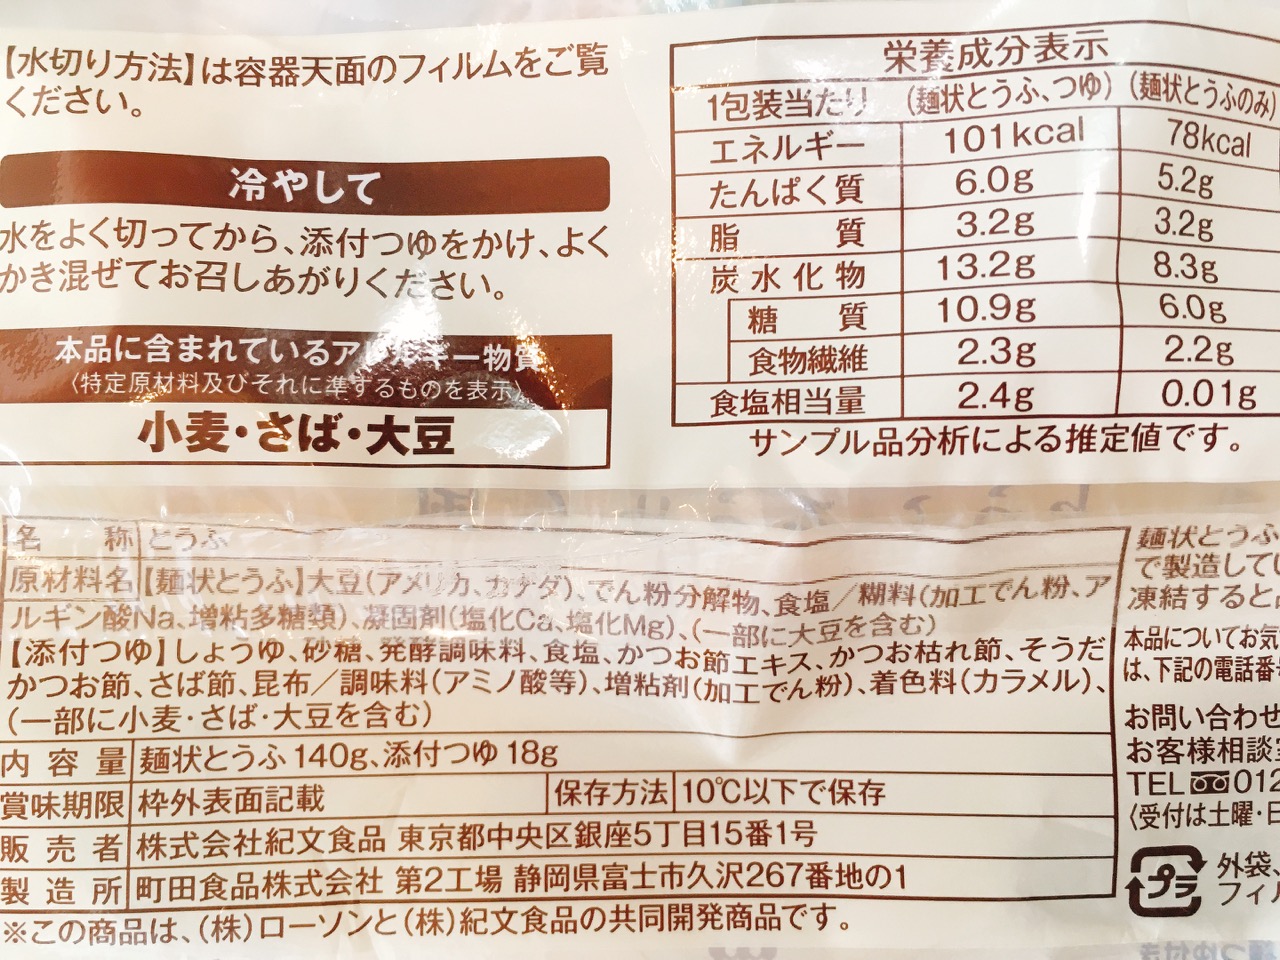 【水切り方法】は容器天面のフィルムをご覧
ください。
冷やして
水をよく切ってから、添付つゆをかけ、よく
かき混ぜてお召しあがりください。
本品に含まれているアレルギー物質
〈特定原材料及びそれに準ずるものを表示〉
小麦・さば・大豆
栄養成分表示
1包装当たり (麺状とうふ、つゆ) (麺状とうふのみ)
エネルギー 101kcal 78kcal
たんぱく質 6.0g 5.2g
脂質 3.2g 3.2g
炭水化物 13.2g 8.3g
糖質 10.9g 6.0g
食物繊維 2.3g 2.2g
食塩相当量 2.4g 0.01g
サンプル品分析による推定値です。
名称 とうふ
原材料名 【麺状とうふ】大豆(アメリカ、カナダ)、でん粉分解物、食塩／糊料(加工でん粉、ア
ルギン酸Na、増粘多糖類)、凝固剤(塩化Ca、塩化Mg)、(一部に大豆を含む)
【添付つゆ】しょうゆ、砂糖、発酵調味料、食塩、かつお節エキス、かつお枯れ節、そうだ
かつお節、さば節、昆布／調味料(アミノ酸等)、増粘剤(加工でん粉)、着色料(カラメル)、
(一部に小麦・さば・大豆を含む)
内容量 麺状とうふ140g、添付つゆ18g
賞味期限 枠外表面記載 保存方法 10℃以下で保存
販売者 株式会社紀文食品 東京都中央区銀座5丁目15番1号
製造所 町田食品株式会社 第2工場 静岡県富士市久沢267番地の1
※この商品は、(株)ローソンと(株)紀文食品の共同開発商品です。
麺状とうふ
で製造して
凍結すると
本品についてお気
は、下記の電話番
お問い合わせ
お客様相談
TEL 012
〈受付は土曜・日
プラ
外袋、
フィル